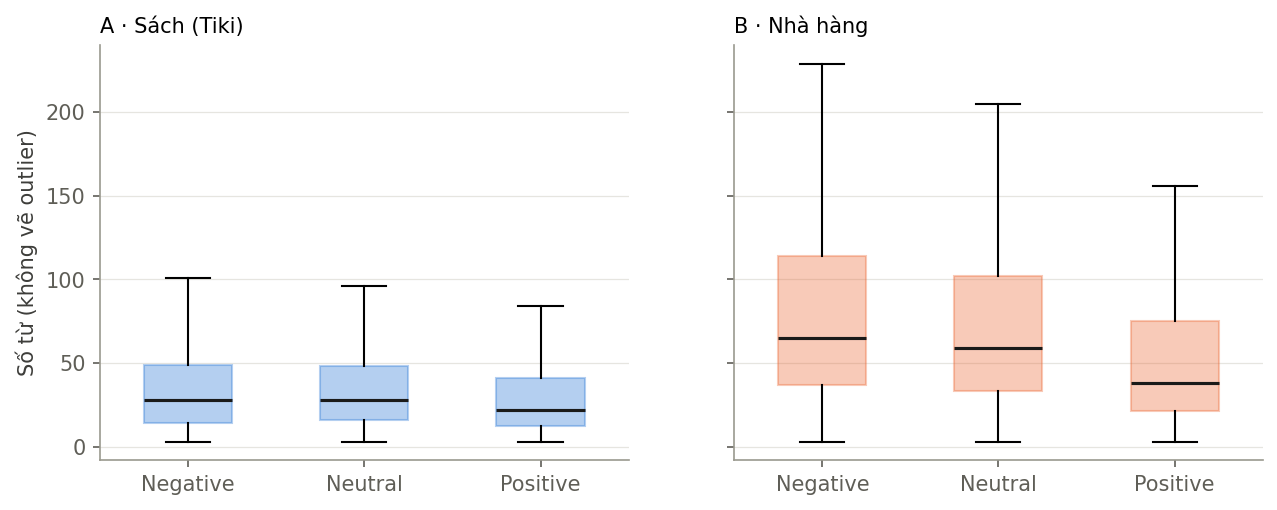 A · Sách (Tiki)
B · Nhà hàng
Số từ (không vẽ outlier)
200
150
100
50
0
Negative
Neutral
Positive
Negative
Neutral
Positive